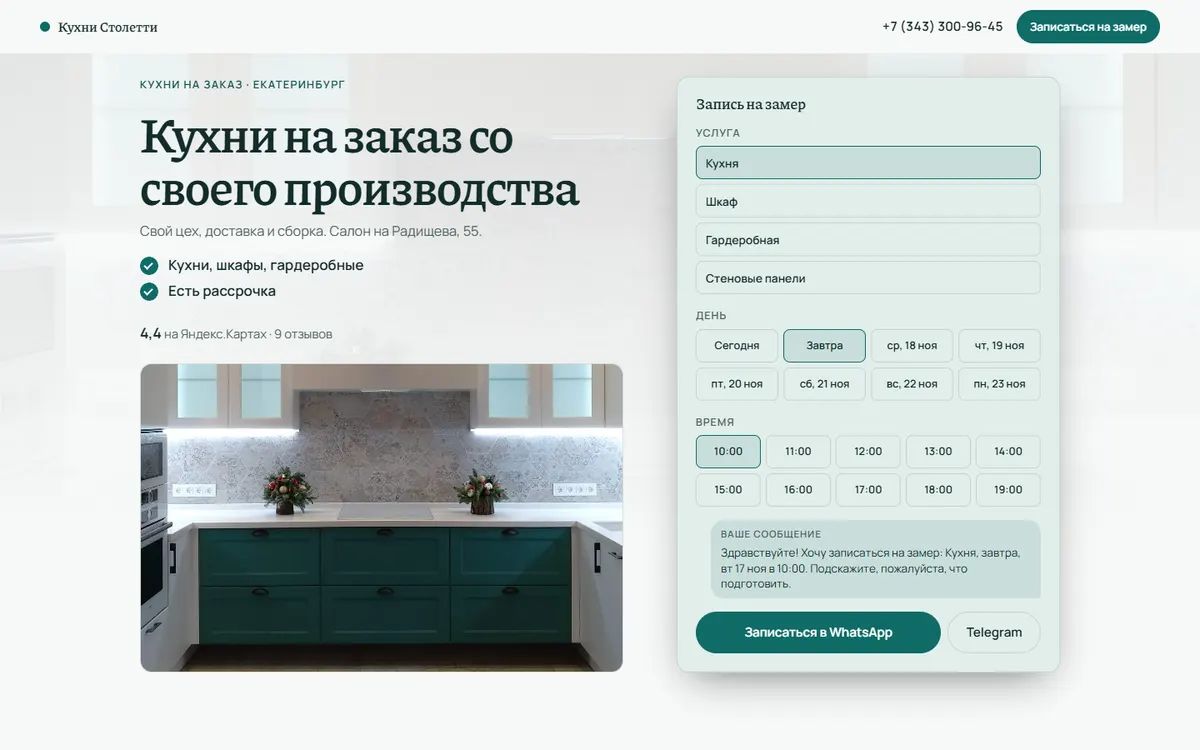 Кухни Столетти
+7 (343) 300-96-45
Записаться на замер
КУХНИ НА ЗАКАЗ · ЕКАТЕРИНБУРГ
Кухни на заказ со
своего производства
Свой цех, доставка и сборка. Салон на Радищева, 55.
Кухни, шкафы, гардеробные
Есть рассрочка
4,4 на Яндекс.Картах · 9 отзывов
Запись на замер
УСЛУГА
Кухня
Шкаф
Гардеробная
Стеновые панели
ДЕНЬ
Сегодня
Завтра
ср, 18 ноя
чт, 19 ноя
пт, 20 ноя
сб, 21 ноя
вс, 22 ноя
пн, 23 ноя
ВРЕМЯ
10:00
11:00
12:00
13:00
14:00
15:00
16:00
17:00
18:00
19:00
ВАШЕ СООБЩЕНИЕ
Здравствуйте! Хочу записаться на замер: Кухня, завтра,
вт 17 ноя в 10:00. Подскажите, пожалуйста, что
подготовить.
Записаться в WhatsApp
Telegram